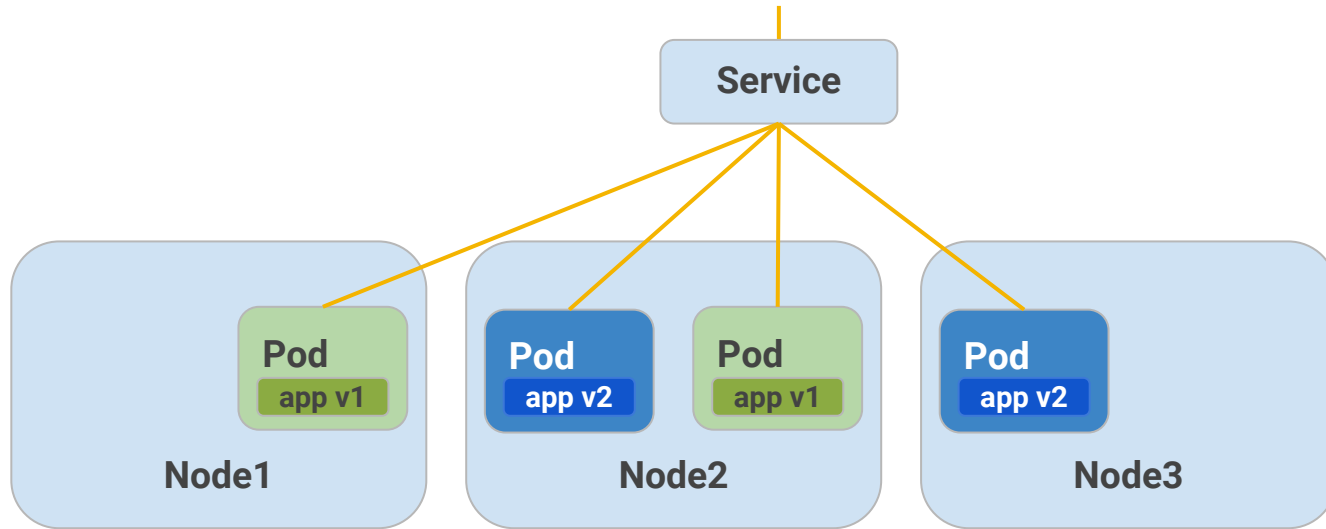 Service
Pod
app v1
Node1
Pod
app v2
Pod
app v1
Node2
Pod
app v2
Node3